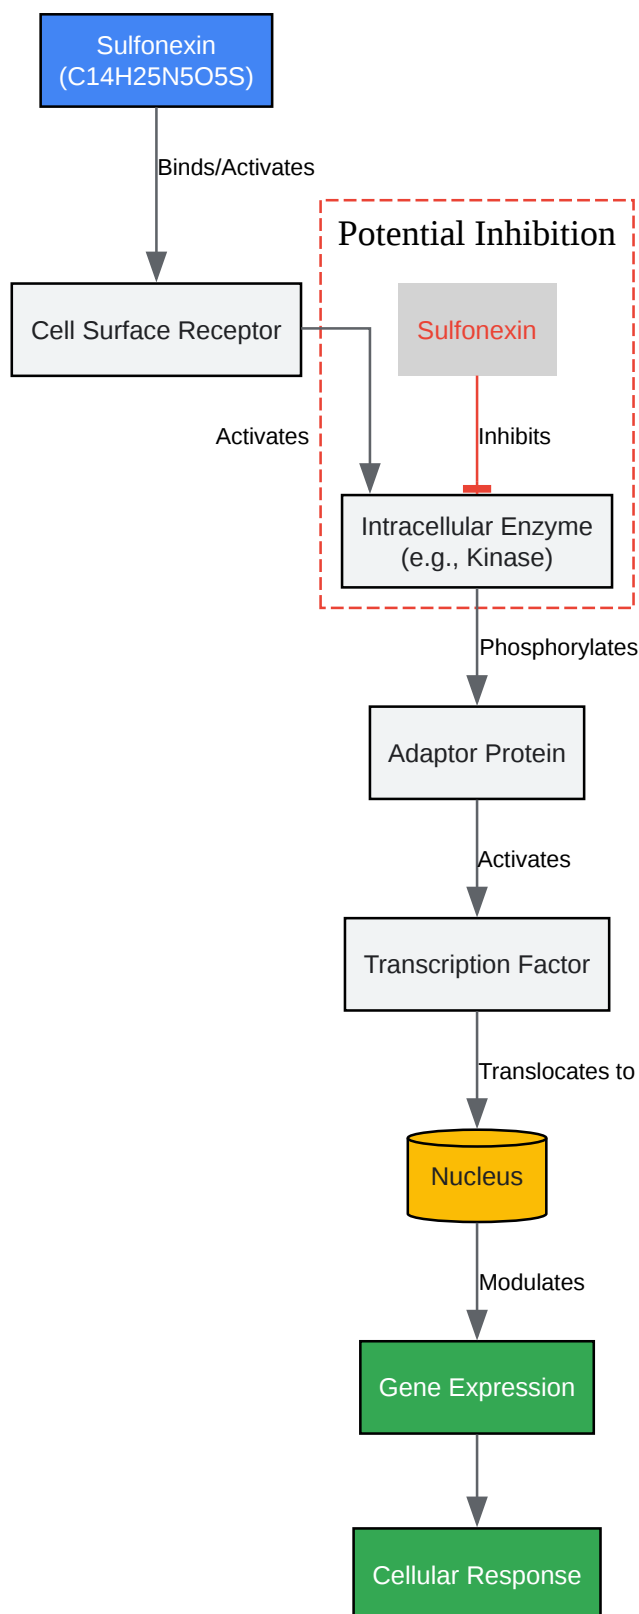 Sulfonexin
(C14H25N5O5S)
Binds/Activates
Potential Inhibition
Cell Surface Receptor
Sulfonexin
Activates
Inhibits
Intracellular Enzyme
(e.g., Kinase)
Phosphorylates
Adaptor Protein
Activates
Transcription Factor
Translocates to
Nucleus
Modulates
Gene Expression
Cellular Response